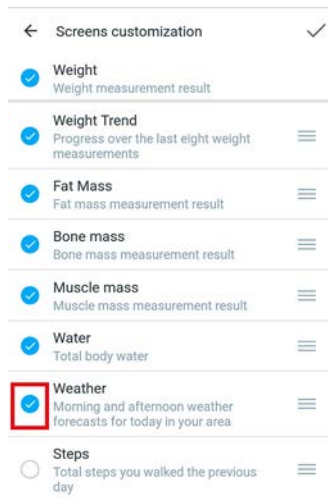 Screens customization
Weight
Weight measurement result
Weight Trend
Progress over the last eight weight
measurements
Fat Mass
Fat mass measurement result
Bone mass
Bone mass measurement result
Muscle mass
Muscle mass measurement result
Water
Total body water
Weather
Morning and afternoon weather
forecasts for today in your area
Steps
Total steps you walked the previous
day